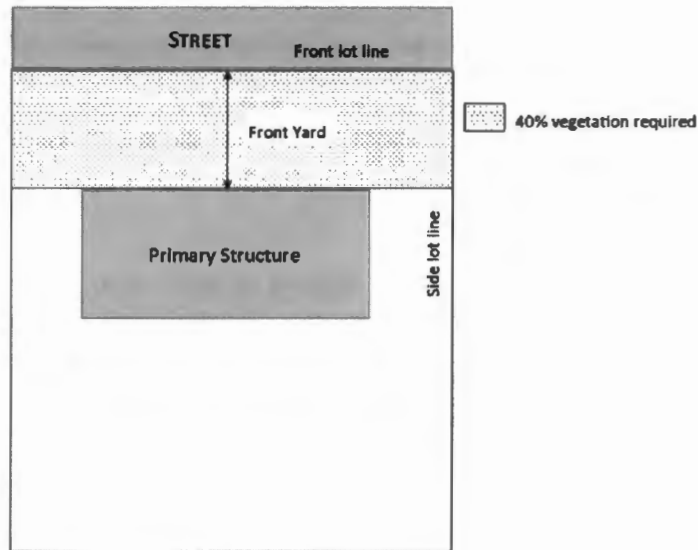 STREET
Front lot line
Front Yard
40% vegetation required
Primary Structure
Side lot line